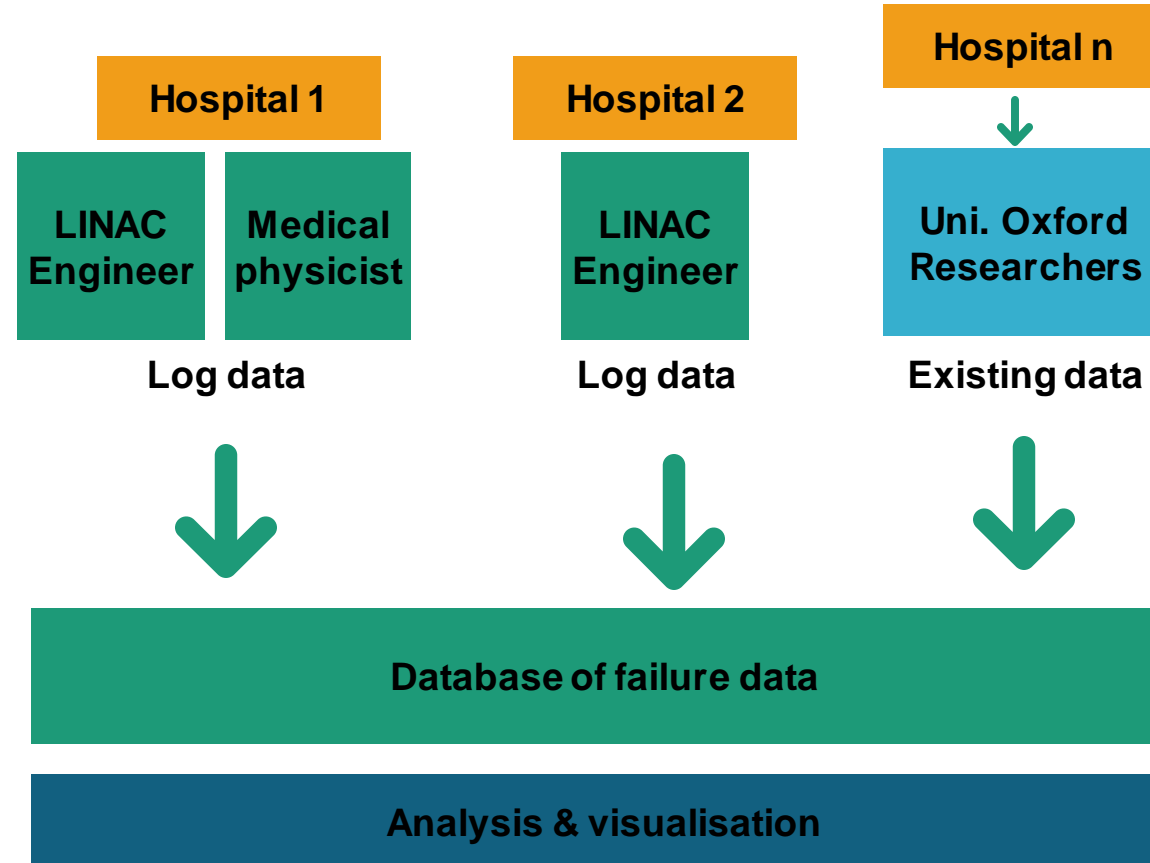 Hospital 1
Hospital 2
Hospital n
LINAC
Engineer
Medical
physicist
LINAC
Engineer
Uni. Oxford
Researchers
Log data
Log data
Existing data
Database of failure data
Analysis & visualisation